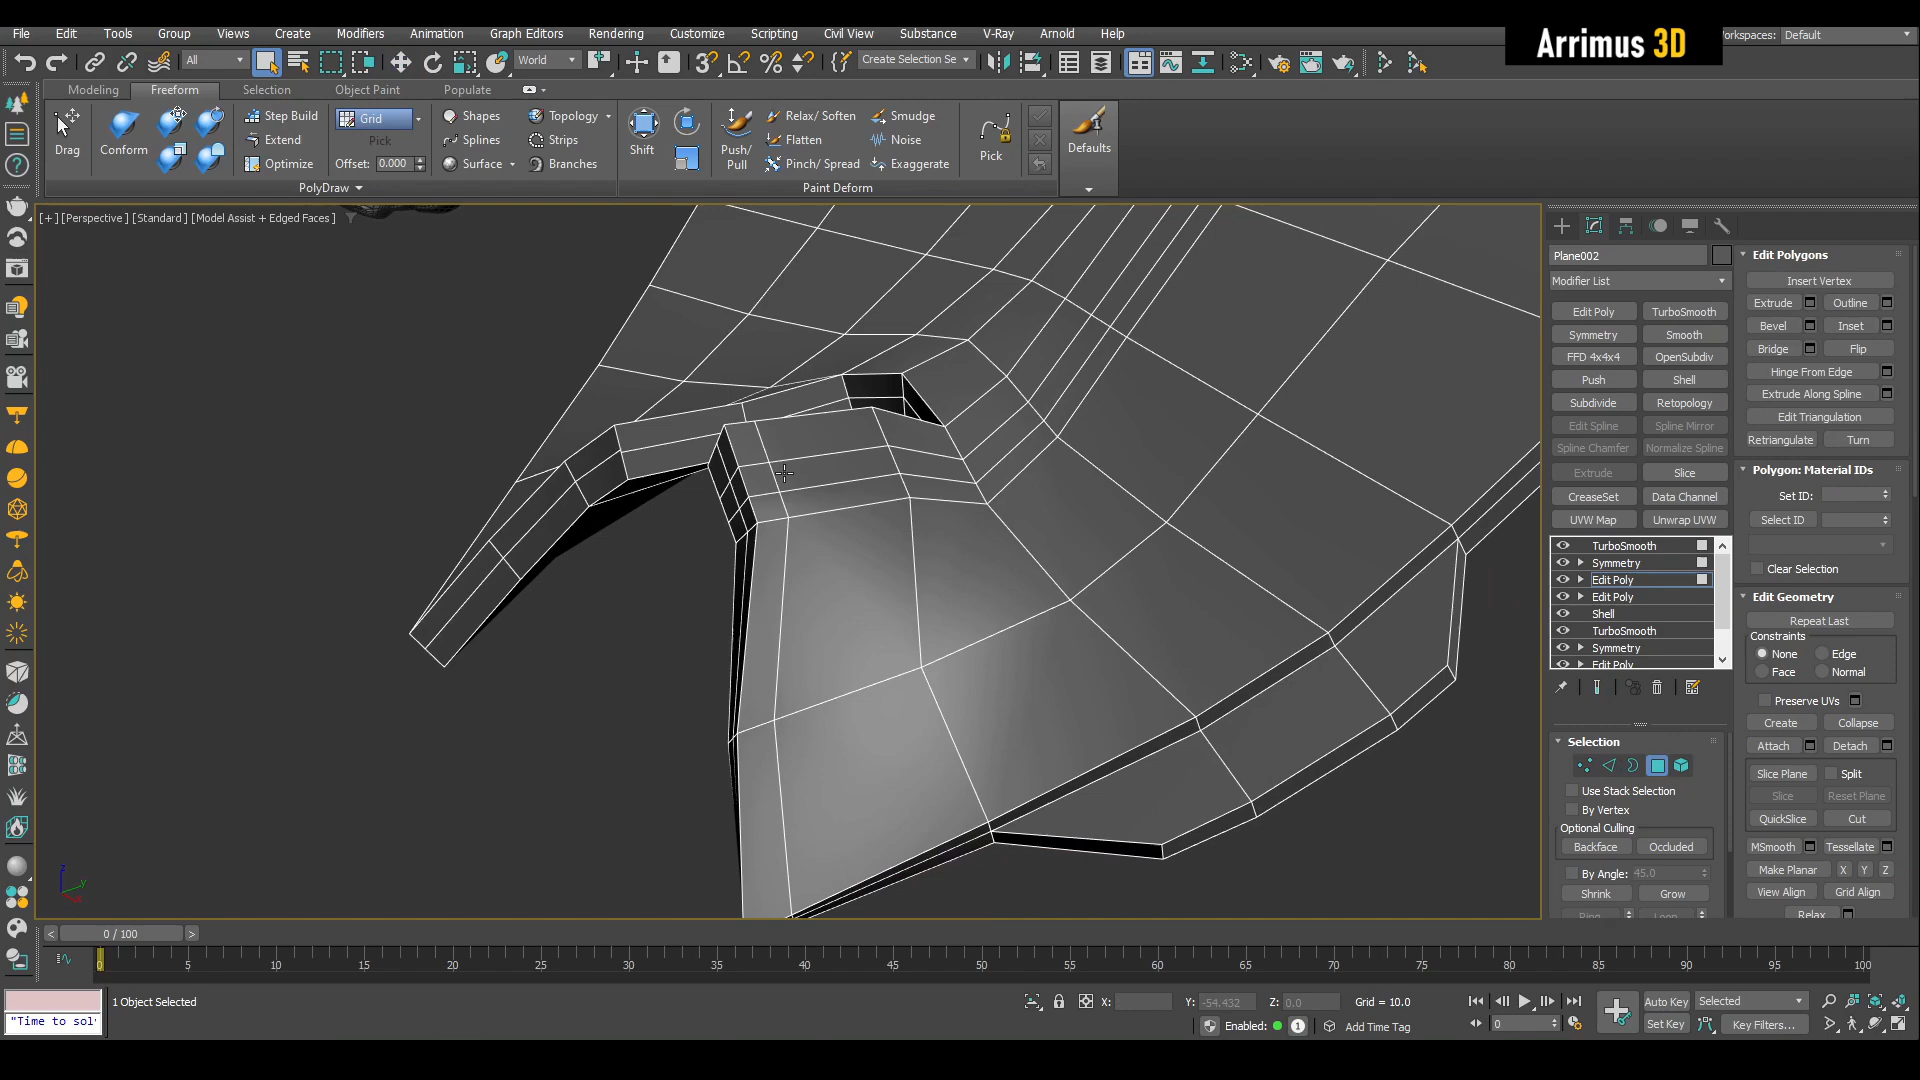 File Edit Tools Group Views Create Modifiers Animation Graph Editors Rendering Customize Scripting Civil View Substance V-Ray Arnold Help
Arrimus 3D
Workspaces: Default
All
World
Create Selection Se
Modeling Freeform Selection Object Paint Populate
Drag
Conform
Step Build
Extend
Optimize
Grid
Pick
Offset: 0.000
Shapes
Splines
Surface
Topology
Strips
Branches
PolyDraw
Shift
Push/
Pull
Relax/ Soften
Flatten
Pinch/ Spread
Smudge
Noise
Exaggerate
Pick
Paint Deform
Defaults
[+] [Perspective ] [Standard ] [Model Assist + Edged Faces ]
Plane002
Modifier List
Edit Poly TurboSmooth
Symmetry Smooth
FFD 4x4x4 OpenSubdiv
Push Shell
Subdivide Retopology
Edit Spline Spline Mirror
Spline Chamfer Normalize Spline
Extrude Slice
CreaseSet Data Channel
UVW Map Unwrap UVW
TurboSmooth
Symmetry
Edit Poly
Edit Poly
Shell
TurboSmooth
Symmetry
Edit Poly
Selection
Use Stack Selection
By Vertex
Optional Culling
Backface Occluded
By Angle: 45.0
Shrink Grow
Ring Loop
Edit Polygons
Insert Vertex
Extrude Outline
Bevel Inset
Bridge Flip
Hinge From Edge
Extrude Along Spline
Edit Triangulation
Retriangulate Turn
Polygon: Material IDs
Set ID:
Select ID
Clear Selection
Edit Geometry
Repeat Last
Constraints
None Edge
Face Normal
Preserve UVs
Create Collapse
Attach Detach
Slice Plane Split
Slice Reset Plane
QuickSlice Cut
MSmooth Tessellate
Make Planar X Y Z
View Align Grid Align
Relax
z
y
x
< 0 / 100 >
0 5 10 15 20 25 30 35 40 45 50 55 60 65 70 75 80 85 90 95 100
"Time to sol
1 Object Selected
X: Y: -54.432 Z: 0.0 Grid = 10.0
Enabled: 1 Add Time Tag
0
Auto Key Selected
Set Key Key Filters...